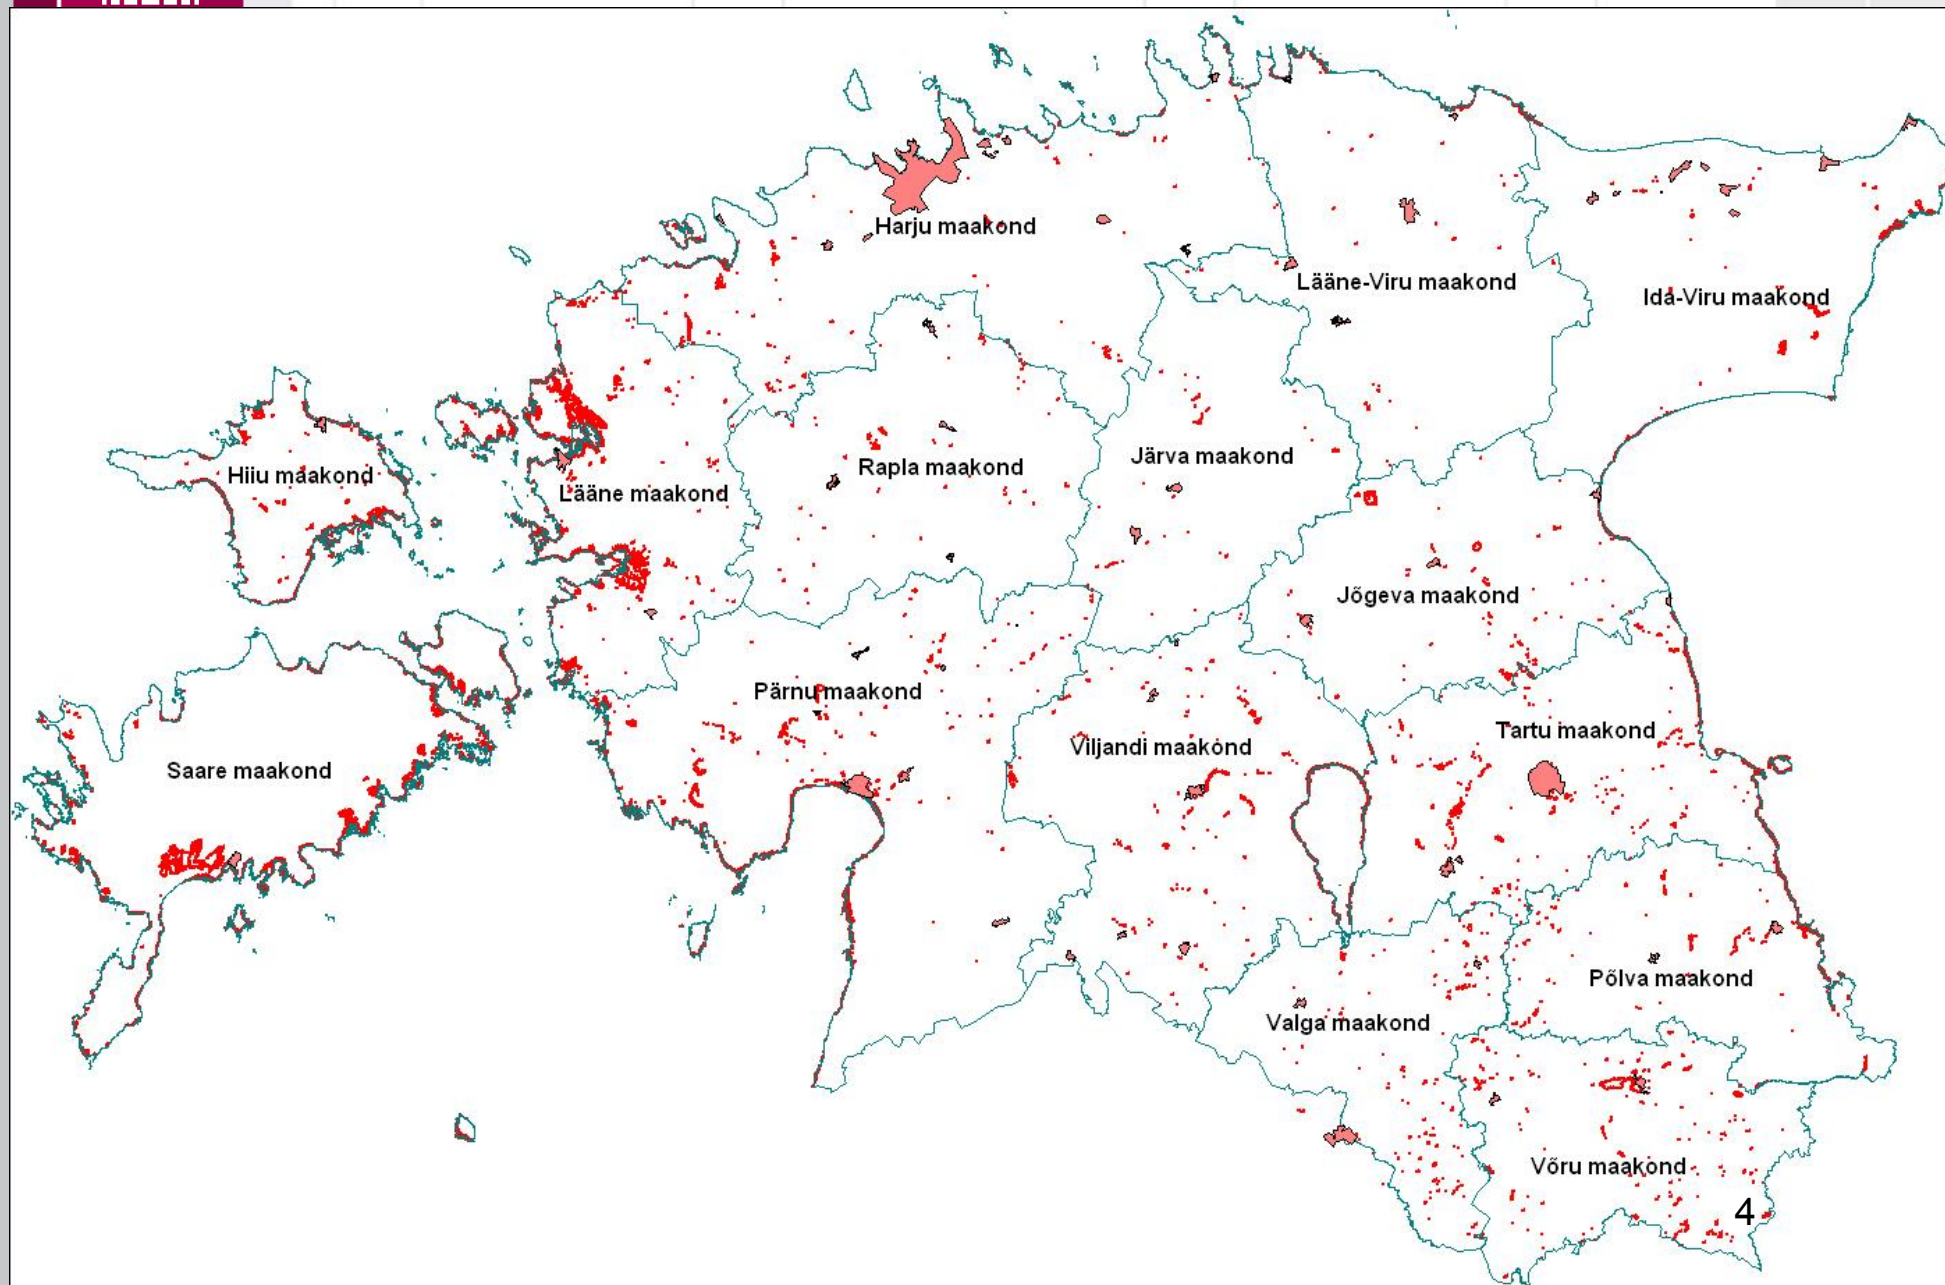 Harju maakond
Lääne-Viru maakond
Ida-Viru maakond
Hiiu maakond
Lääne maakond
Rapla maakond
Järva maakond
Jõgeva maakond
Pärnu maakond
Viljandi maakond
Tartu maakond
Saare maakond
Põlva maakond
Valga maakond
Võru maakond
4